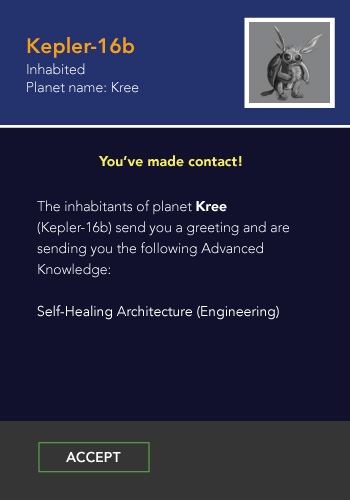 Kepler-16b
Inhabited
Planet name: Kree
You've made contact!
The inhabitants of planet Kree
(Kepler-16b) send you a greeting and are
sending you the following Advanced
Knowledge:
Self-Healing Architecture (Engineering)
ACCEPT